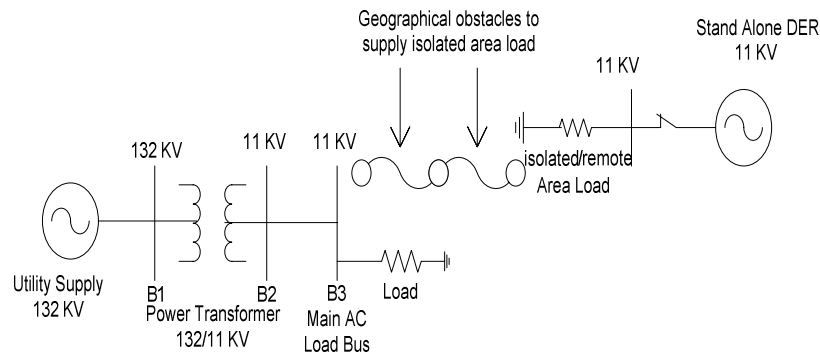 Geographical obstacles to
supply isolated area load
Stand Alone DER
11 KV
11 KV
132 KV
11 KV
11 KV
isolated/remote
Area Load
Utility Supply
132 KV
B1
B2
B3
Load
Power Transformer
132/11 KV
Main AC
Load Bus